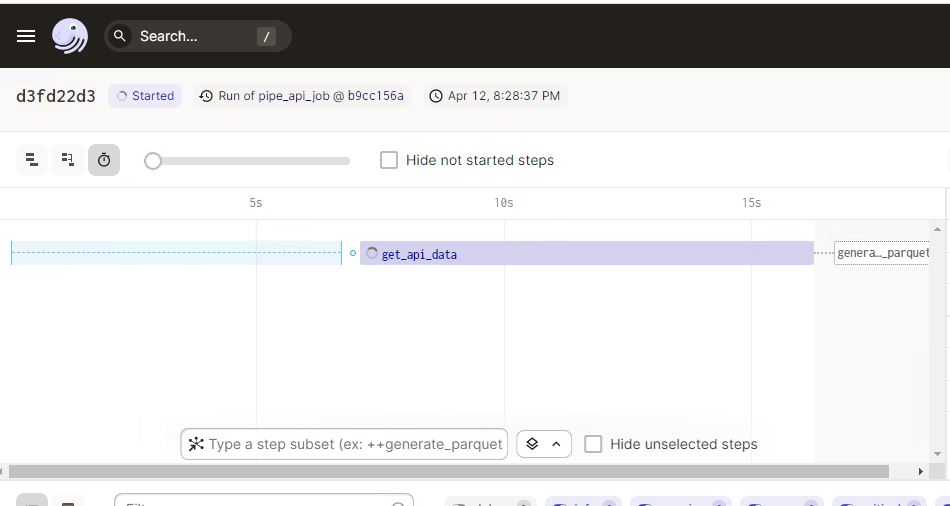 Search... /
d3fd22d3 Started Run of pipe_api_job @ b9cc156a Apr 12, 8:28:37 PM
Hide not started steps
5s 10s 15s
get_api_data genera…_parquet
Type a step subset (ex: ++generate_parquet Hide unselected steps